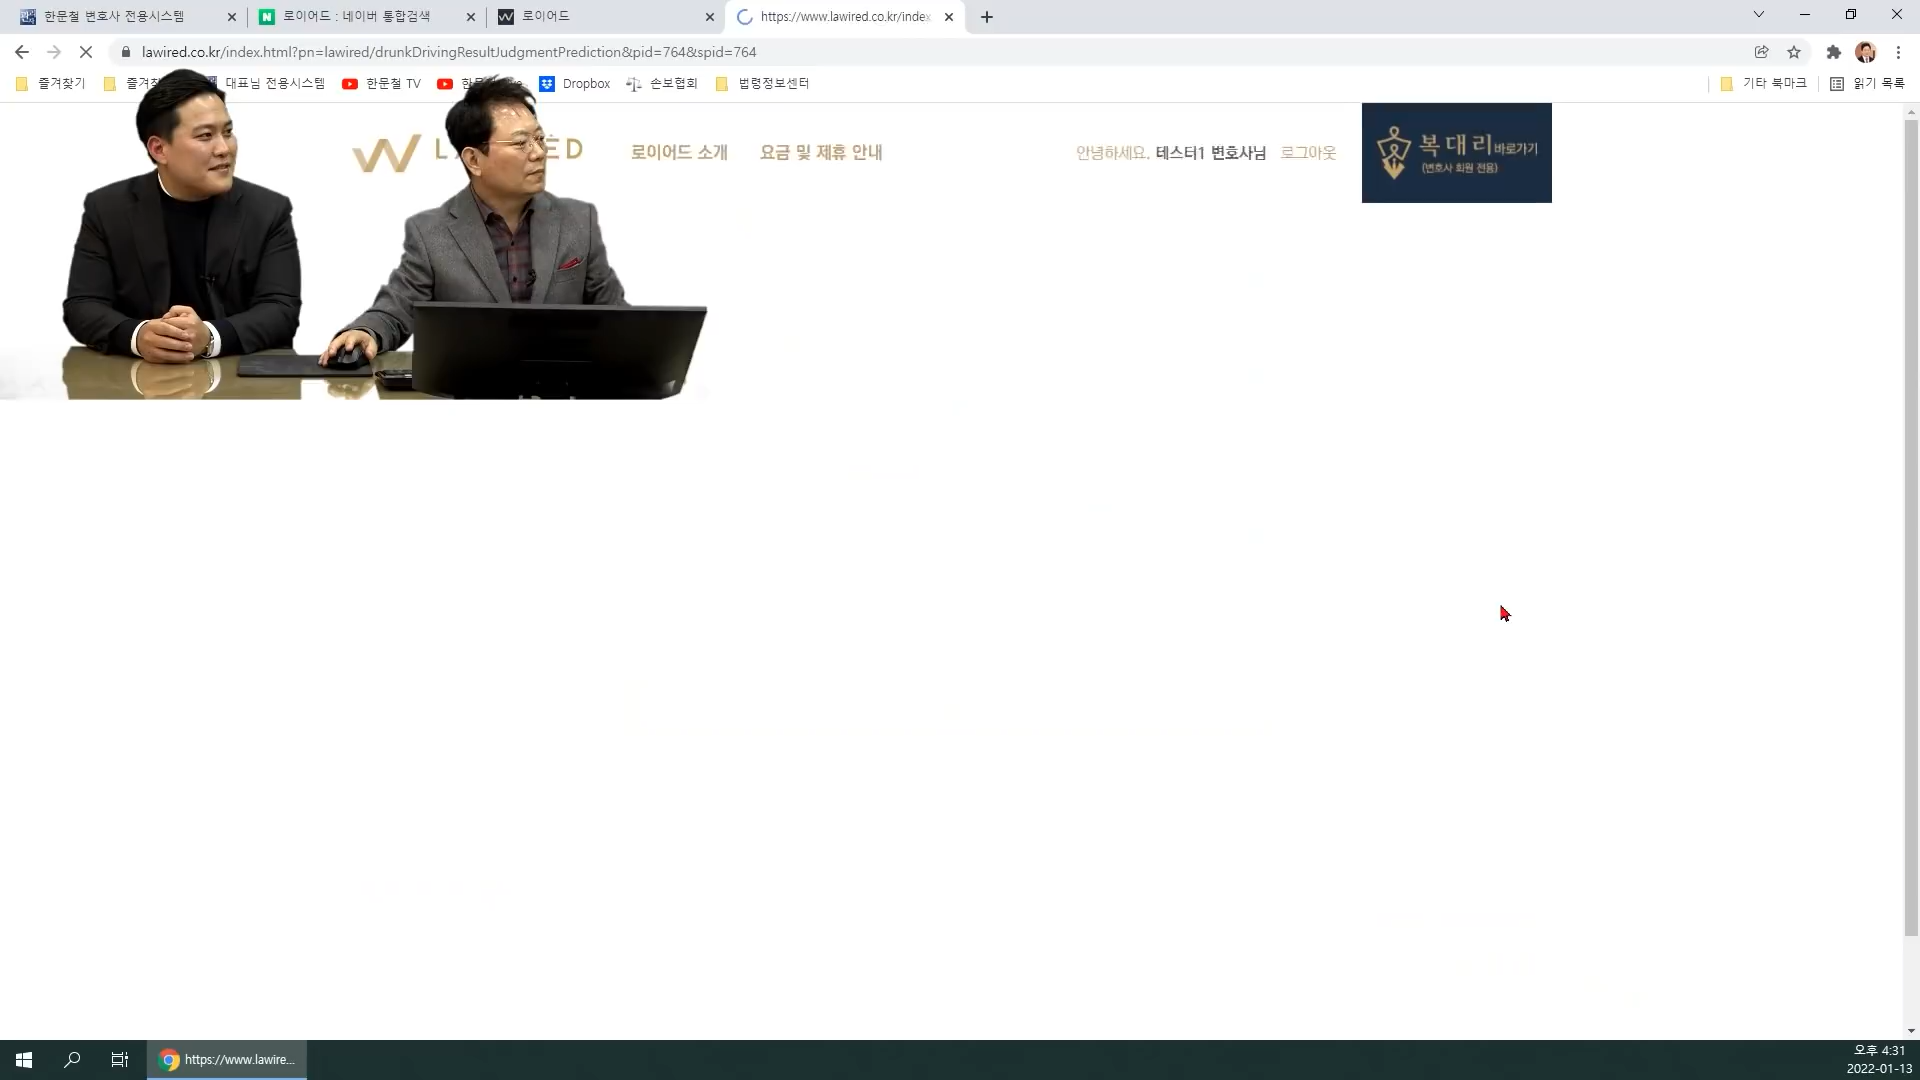 한문철 변호사 전용시스템
로이어드 : 네이버 통합검색
로이어드
https://www.lawired.co.kr/index
lawired.co.kr/index.html?pn=lawired/drunkDrivingResultJudgmentPrediction&pid=764&spid=764
즐겨찾기
대표님 전용시스템
한문철 TV
Dropbox
손보협회
법령정보센터
기타 북마크
읽기 목록
로이어드 소개
요금 및 제휴 안내
안녕하세요. 테스터1 변호사님
로그아웃
복대리 바로가기
(변호사 회원 전용)
https://www.lawire...
오후 4:31
2022-01-13